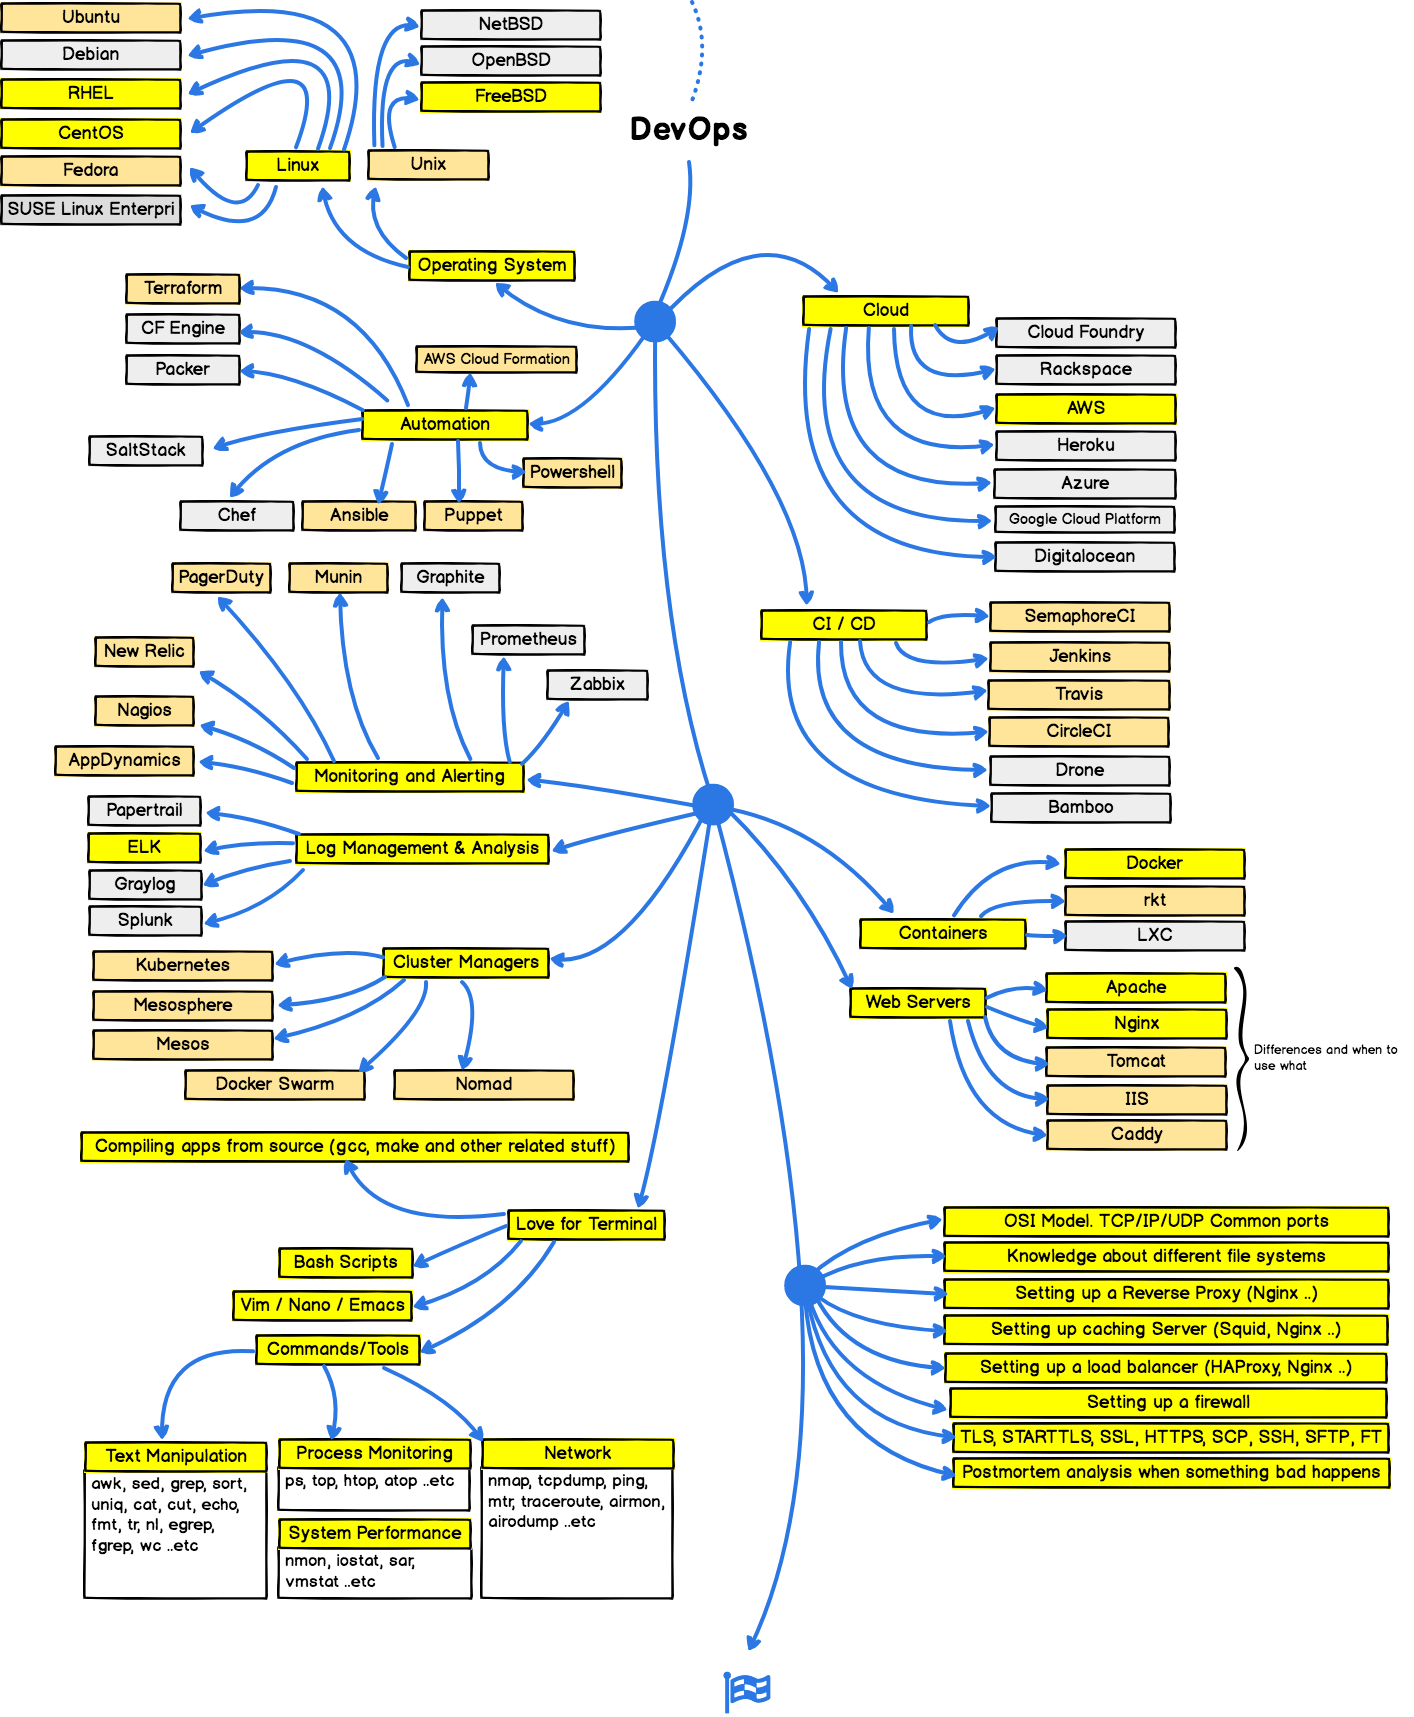 Ubuntu
Debian
RHEL
CentOS
Fedora
SUSE Linux Enterpri
Linux
NetBSD
OpenBSD
FreeBSD
Unix
DevOps
Operating System
Terraform
CF Engine
Packer
AWS Cloud Formation
Automation
SaltStack
Powershell
Chef
Ansible
Puppet
Cloud
Cloud Foundry
Rackspace
AWS
Heroku
Azure
Google Cloud Platform
Digitalocean
PagerDuty
Munin
Graphite
Prometheus
Zabbix
New Relic
Nagios
AppDynamics
Monitoring and Alerting
CI / CD
SemaphoreCI
Jenkins
Travis
CircleCI
Drone
Bamboo
Papertrail
ELK
Graylog
Splunk
Log Management & Analysis
Containers
Docker
rkt
LXC
Cluster Managers
Kubernetes
Mesosphere
Mesos
Docker Swarm
Nomad
Web Servers
Apache
Nginx
Tomcat
IIS
Caddy
Differences and when to
use what
Compiling apps from source (gcc, make and other related stuff)
Love for Terminal
Bash Scripts
Vim / Nano / Emacs
Commands/Tools
Text Manipulation
awk, sed, grep, sort,
uniq, cat, cut, echo,
fmt, tr, nl, egrep,
fgrep, wc ..etc
Process Monitoring
ps, top, htop, atop ..etc
System Performance
nmon, iostat, sar,
vmstat ..etc
Network
nmap, tcpdump, ping,
mtr, traceroute, airmon,
airodump ..etc
OSI Model. TCP/IP/UDP Common ports
Knowledge about different file systems
Setting up a Reverse Proxy (Nginx ..)
Setting up caching Server (Squid, Nginx ..)
Setting up a load balancer (HAProxy, Nginx ..)
Setting up a firewall
TLS, STARTTLS, SSL, HTTPS, SCP, SSH, SFTP, FT
Postmortem analysis when something bad happens